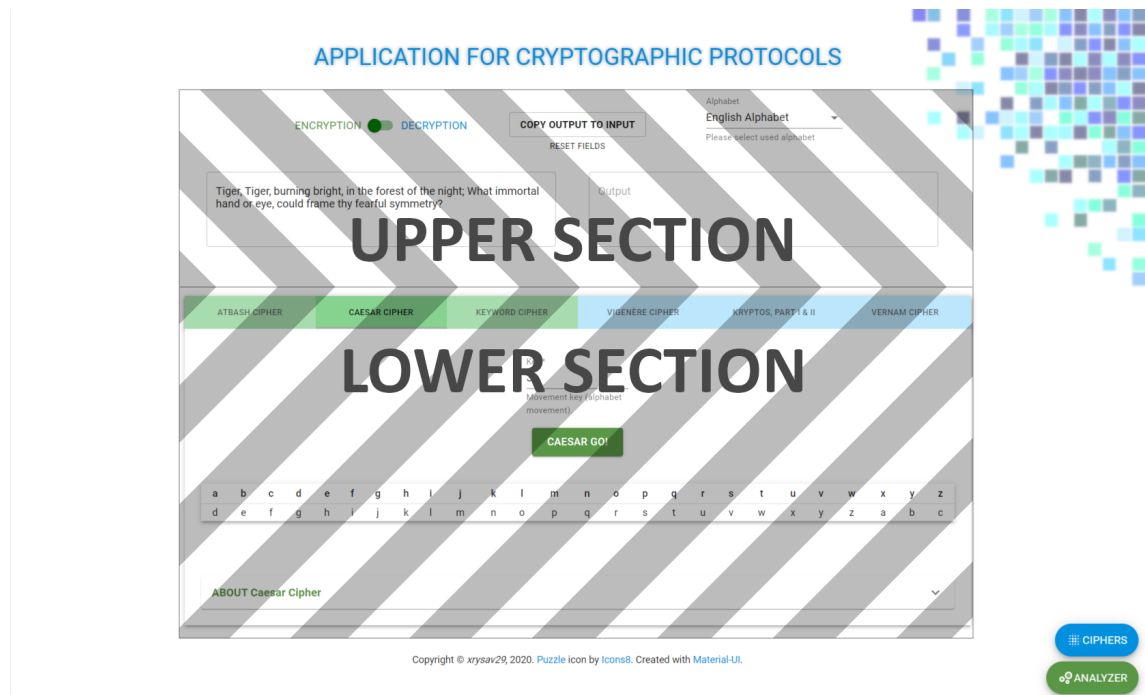 APPLICATION FOR CRYPTOGRAPHIC PROTOCOLS
Alphabet
ENCRYPTION DECRYPTION COPY OUTPUT TO INPUT English Alphabet
RESET FIELDS Please select used alphabet
Tiger, Tiger, burning bright, in the forest of the night; What immortal Output
hand or eye, could frame thy fearful symmetry?
UPPER SECTION
ATBASH CIPHER CAESAR CIPHER KEYWORD CIPHER VIGENÈRE CIPHER KRYPTOS, PART I & II VERNAM CIPHER
LOWER SECTION
Movement key (alphabet
movement).
CAESAR GO!
a b c d e f g h i j k l m n o p q r s t u v w x y z
d e f g h i j k l m n o p q r s t u v w x y z a b c
ABOUT Caesar Cipher
CIPHERS
Copyright © xrysav29, 2020. Puzzle icon by Icons8. Created with Material-UI.
ANALYZER